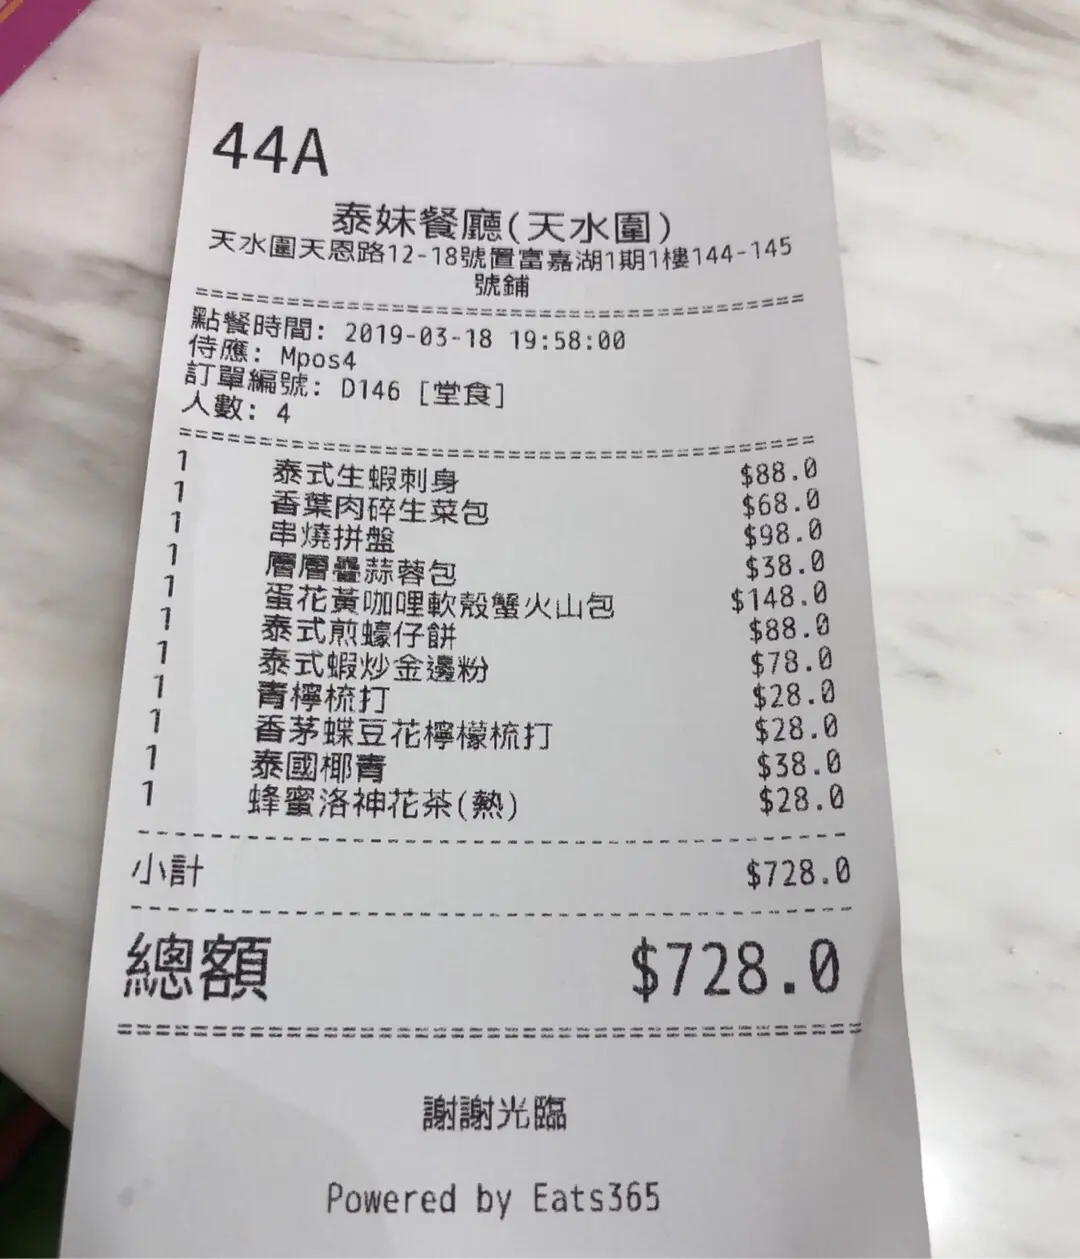 44A
泰妹餐廳(天水圍)
天水圍天恩路12-18號置富嘉湖1期1樓144-145
號鋪
點餐時間: 2019-03-18 19:58:00
侍應: Mpos4
訂單編號: D146 [堂食]
人數: 4
1 泰式生蝦刺身 $88.0
1 香葉肉碎生菜包 $68.0
1 串燒拼盤 $98.0
1 層層疊蒜蓉包 $38.0
1 蛋花黃咖哩軟殼蟹火山包 $148.0
1 泰式煎蠔仔餅 $88.0
1 泰式蝦炒金邊粉 $78.0
1 青檸梳打 $28.0
1 香茅蝶豆花檸檬梳打 $28.0
1 泰國椰青 $38.0
1 蜂蜜洛神花茶(熱) $28.0
小計 $728.0
總額 $728.0
謝謝光臨
Powered by Eats365